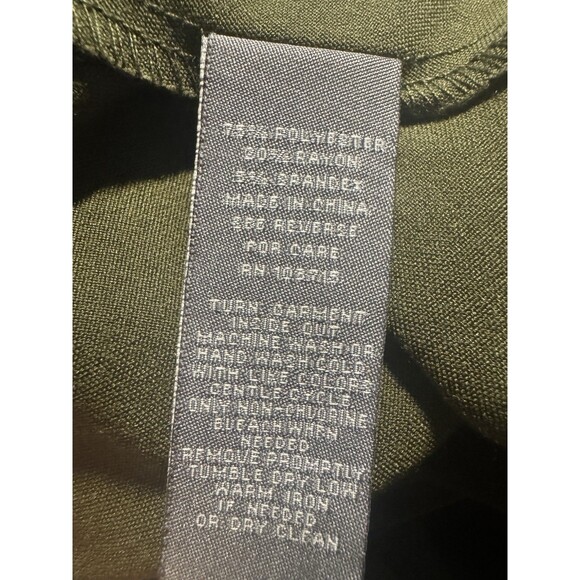 75% POLYESTER
20% RAYON
5% SPANDEX
MADE IN CHINA
SEE REVERSE
FOR CARE
RN 103715
TURN GARMENT
INSIDE OUT
MACHINE WASH OR
HAND WASH COLD
WITH LIKE COLORS
GENTLE CYCLE
ONLY NON-CHLORINE
BLEACH WHEN
NEEDED
REMOVE PROMPTLY
TUMBLE DRY LOW
WARM IRON
IF NEEDED
OR DRY CLEAN